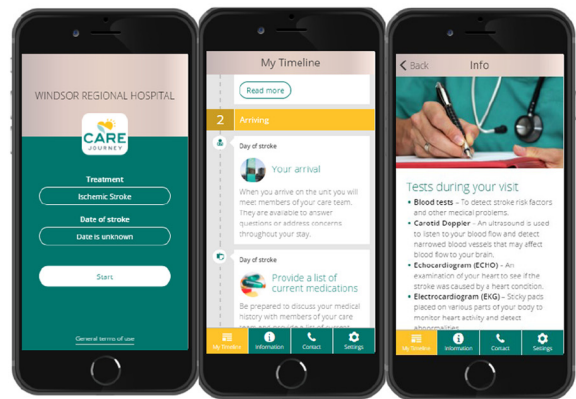 WINDSOR REGIONAL HOSPITAL
CARE
JOURNEY
Treatment
Ischemic Stroke
Date of stroke
Date is unknown
Start
General terms of use
My Timeline
Read more
2 Arriving
Day of stroke
Your arrival
When you arrive on the unit you will
meet members of your care team.
They are available to answer
questions or address concerns
throughout your stay.
Day of stroke
Provide a list of
current medications
Be prepared to discuss your medical
history with members of your care
team and provide a list of current
My Timeline Information Contact Settings
Back Info
Tests during your visit
• Blood tests – To detect stroke risk factors
and other medical problems.
• Carotid Doppler – An ultrasound is used
to listen to your blood flow and detect
narrowed blood vessels that may affect
blood flow to your brain.
• Echocardiogram (ECHO) – An
examination of your heart to see if the
stroke was caused by a heart condition.
• Electrocardiogram (EKG) – Sticky pads
placed on various parts of your body to
monitor heart activity and detect
abnormalities
My Timeline Information Contact Settings